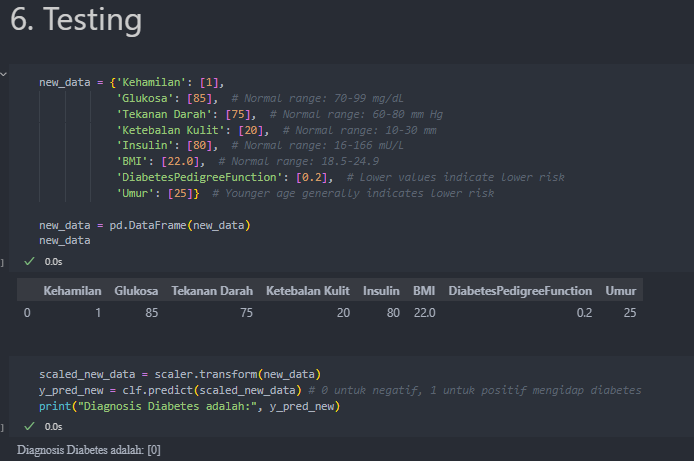 6. Testing
new_data = {'Kehamilan': [1],
'Glukosa': [85],  # Normal range: 70-99 mg/dL
'Tekanan Darah': [75],  # Normal range: 60-80 mm Hg
'Ketebalan Kulit': [20],  # Normal range: 10-30 mm
'Insulin': [80],  # Normal range: 16-166 mU/L
'BMI': [22.0],  # Normal range: 18.5-24.9
'DiabetesPedigreeFunction': [0.2],  # Lower values indicate lower risk
'Umur': [25]}  # Younger age generally indicates lower risk
new_data = pd.DataFrame(new_data)
new_data
] 0.0s
Kehamilan Glukosa Tekanan Darah Ketebalan Kulit Insulin BMI DiabetesPedigreeFunction Umur
0 1 85 75 20 80 22.0 0.2 25
scaled_new_data = scaler.transform(new_data)
y_pred_new = clf.predict(scaled_new_data) # 0 untuk negatif, 1 untuk positif mengidap diabetes
print("Diagnosis Diabetes adalah:", y_pred_new)
] 0.0s
Diagnosis Diabetes adalah: [0]